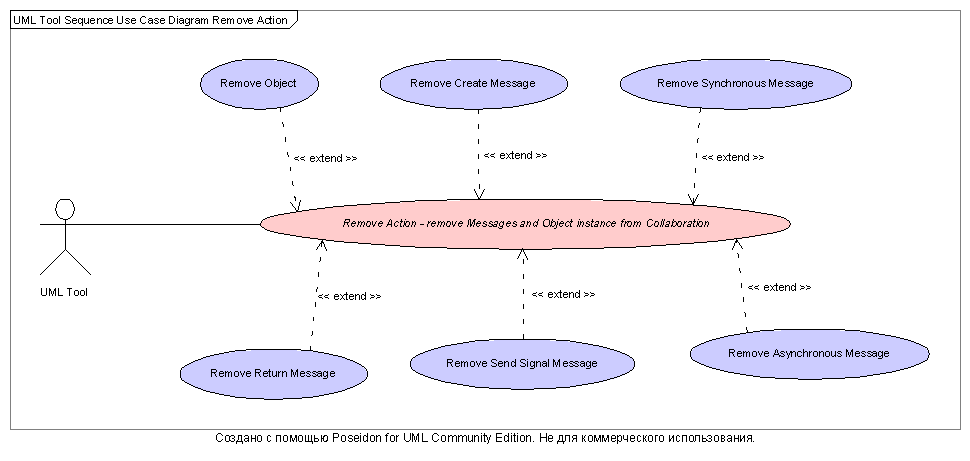 UML Tool Sequence Use Case Diagram Remove Action
Remove Object
Remove Create Message
Remove Synchronous Message
<< extend >>
<< extend >>
<< extend >>
Remove Action - remove Messages and Object instance from Collaboration
UML Tool
<< extend >>
<< extend >>
<< extend >>
Remove Return Message
Remove Send Signal Message
Remove Asynchronous Message
Создано с помощью Poseidon for UML Community Edition. Не для коммерческого использования.